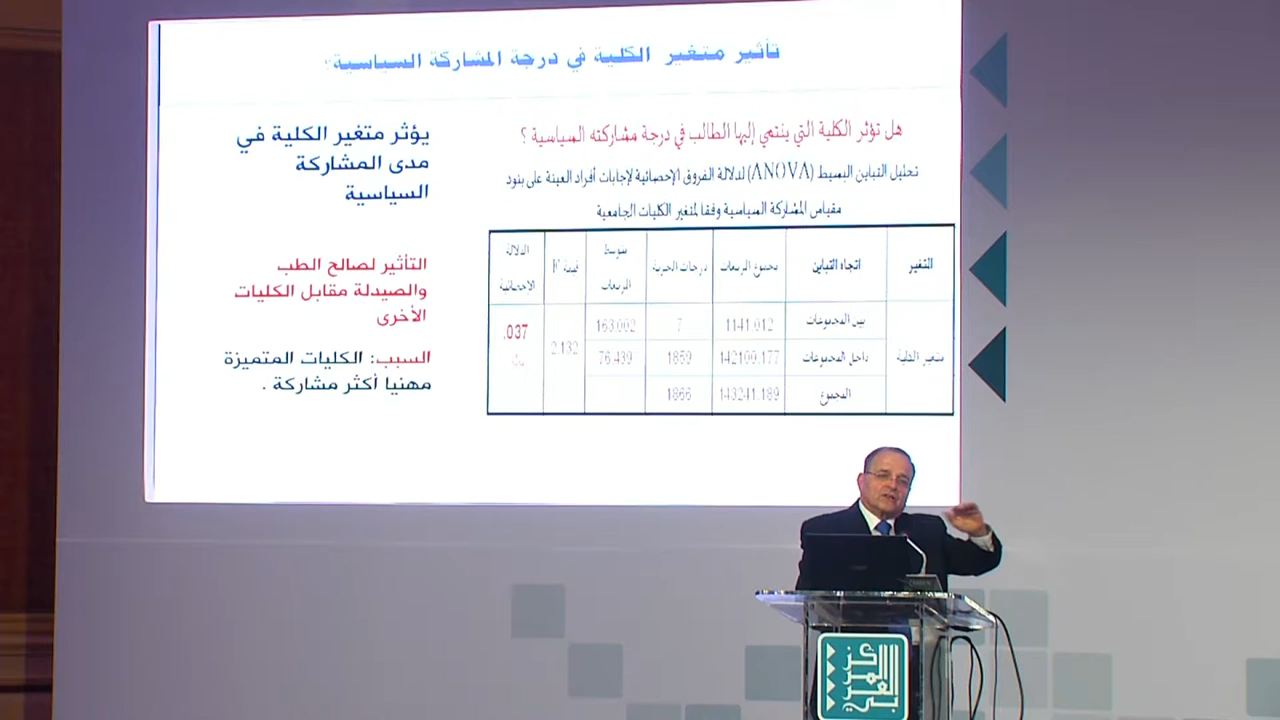 تأثير متغير الكلية في درجة المشاركة السياسية؟
هل تؤثر الكلية التي ينتمي إليها الطالب في درجة مشاركته السياسية ؟
تحليل التباين البسيط (ANOVA) لدلالة الفروق الإحصائية لإجابات أفراد العينة على بنود
مقياس المشاركة السياسية وفقا لمتغير الكليات الجامعية
المتغير اتجاه التباين مجموع المربعات درجات الحرية متوسط المربعات قيمة F الدلالة الاحصائية
متغير الكلية بين المجموعات 1141.012 7 163.002 2.132 .037
داخل المجموعات 142100.177 1859 76.439
المجموع 143241.189 1866
يؤثر متغير الكلية في
مدى المشاركة
السياسية
التأثير لصالح الطب
والصيدلة مقابل الكليات
الأخرى
السبب: الكليات المتميزة
مهنيا أكثر مشاركة .